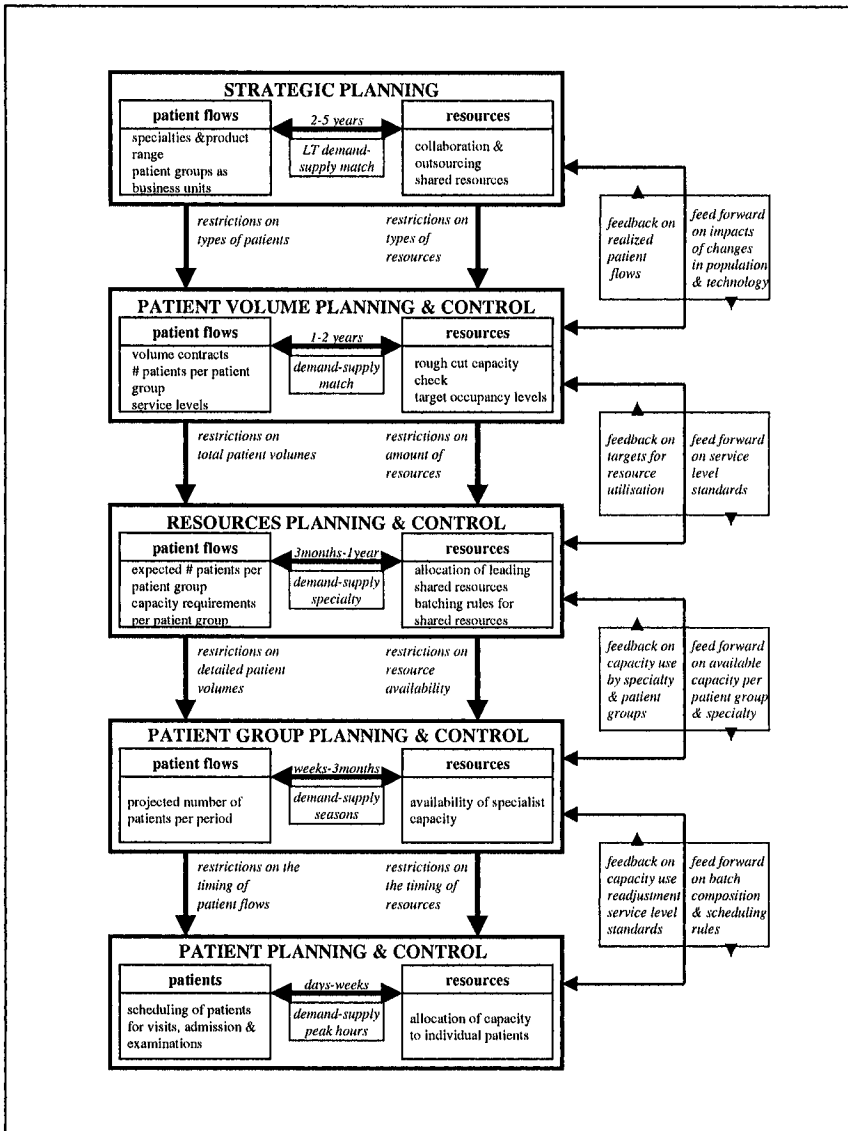 STRATEGIC PLANNING
patient flows
specialties &product
range
patient groups as
business units
2-5 years
LT demand-
supply match
resources
collaboration &
outsourcing
shared resources
restrictions on
types of patients
restrictions on
types of
resources
feedback on
realized
patient
flows
feed forward
on impacts
of changes
in population
& technology
PATIENT VOLUME PLANNING & CONTROL
patient flows
volume contracts
# patients per patient
group
service levels
1-2 years
demand-supply
match
resources
rough cut capacity
check
target occupancy levels
restrictions on
total patient volumes
restrictions on
amount of
resources
feedback on
targets for
resource
utilisation
feed forward
on service
level
standards
RESOURCES PLANNING & CONTROL
patient flows
expected # patients per
patient group
capacity requirements
per patient group
3months-1year
demand-supply
specialty
resources
allocation of leading
shared resources
batching rules for
shared resources
restrictions on
detailed patient
volumes
restrictions on
resource
availability
feedback on
capacity use
by specialty
& patient
groups
feed forward
on available
capacity per
patient group
& specialty
PATIENT GROUP PLANNING & CONTROL
patient flows
projected number of
patients per period
weeks-3months
demand-supply
seasons
resources
availability of specialist
capacity
restrictions on the
timing of
patient flows
restrictions on
the timing of
resources
feedback on
capacity use
readjustment
service level
standards
feed forward
on batch
composition
& scheduling
rules
PATIENT PLANNING & CONTROL
patients
scheduling of patients
for visits, admission &
examinations
days-weeks
demand-supply
peak hours
resources
allocation of capacity
to individual patients